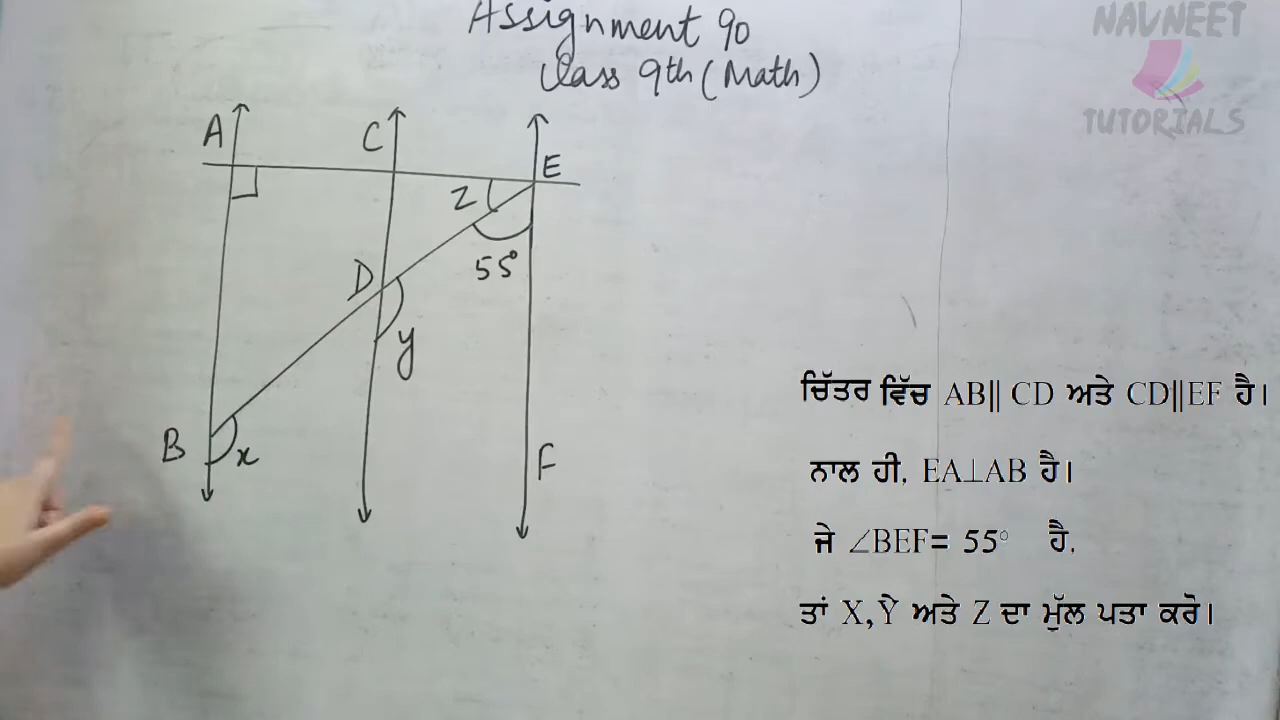 Assignment 90
Class 9th (Math)
NAVNEET
TUTORIALS
A
C
E
Z
55°
D
y
B
x
F
ਚਿੱਤਰ ਵਿੱਚ AB|| CD ਅਤੇ CD||EF ਹੈ।
ਨਾਲ ਹੀ, EA⊥AB ਹੈ।
ਜੇ ∠BEF= 55° ਹੈ,
ਤਾਂ X,Y ਅਤੇ Z ਦਾ ਮੁੱਲ ਪਤਾ ਕਰੋ।